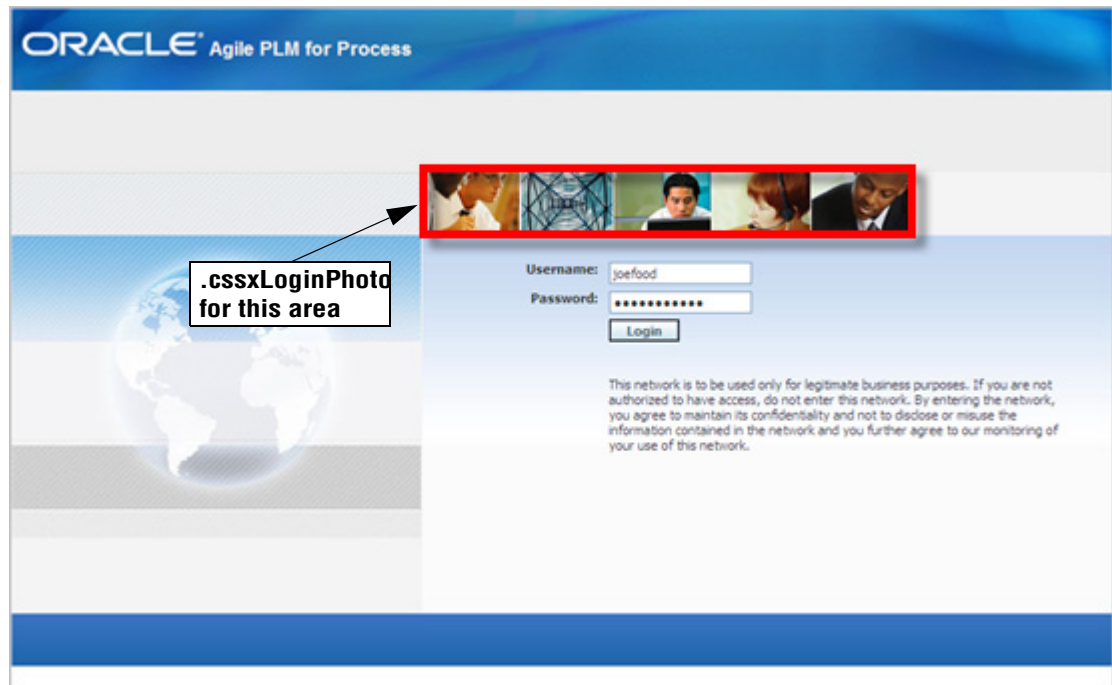 ORACLE® Agile PLM for Process
.cssxLoginPhoto
for this area
Username: joefood
Password: •••••••••••
Login
This network is to be used only for legitimate business purposes. If you are not
authorized to have access, do not enter this network. By entering the network,
you agree to maintain its confidentiality and not to disclose or misuse the
information contained in the network and you further agree to our monitoring of
your use of this network.